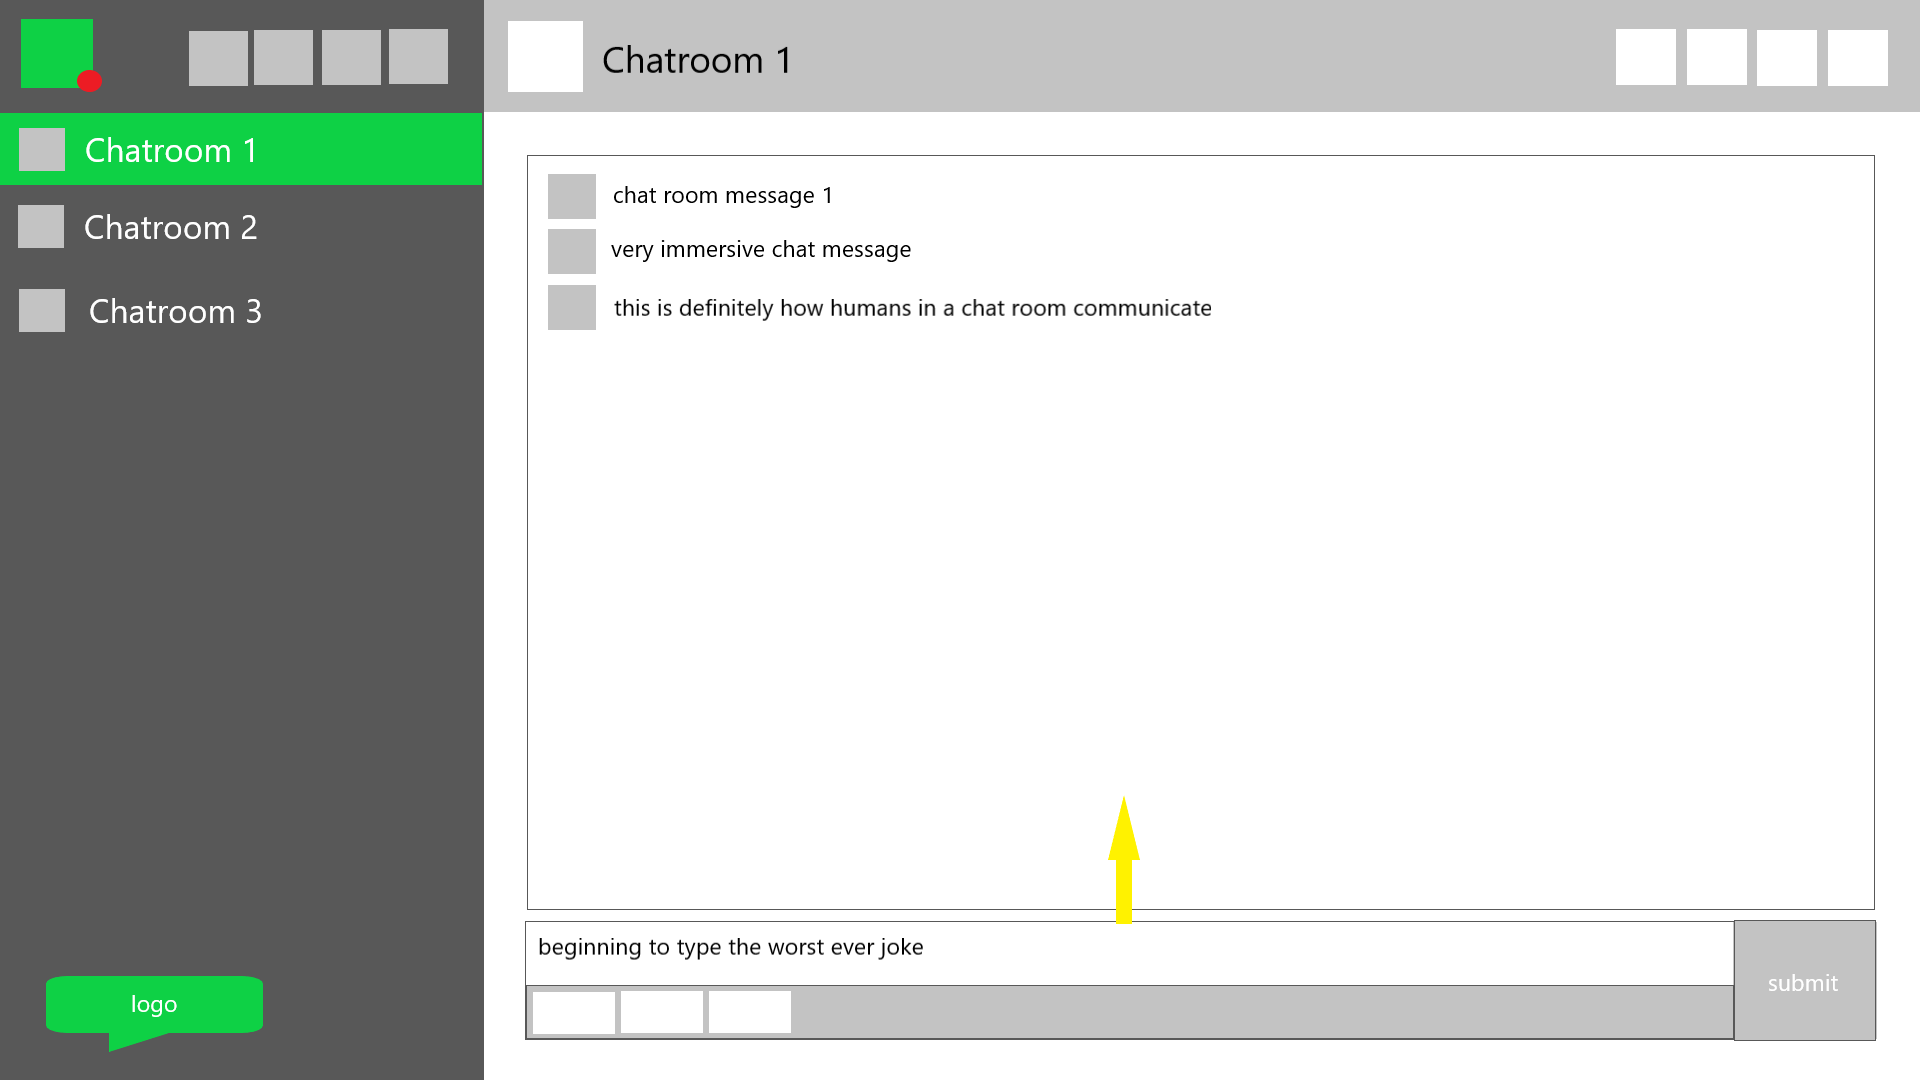 Chatroom 1
Chatroom 2
Chatroom 3
logo
Chatroom 1
chat room message 1
very immersive chat message
this is definitely how humans in a chat room communicate
beginning to type the worst ever joke
submit